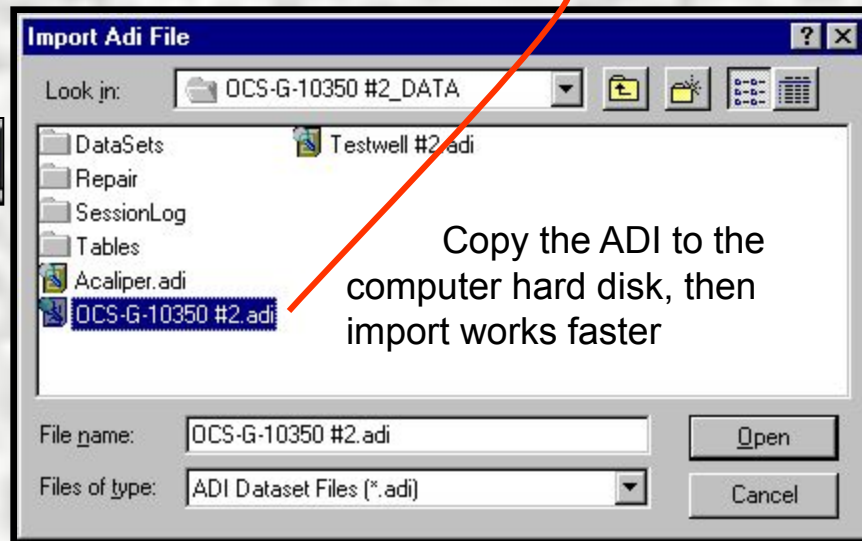 Import Adi File
Look in: OCS-G-10350 #2_DATA
DataSets
Repair
SessionLog
Tables
Acaliper.adi
OCS-G-10350 #2.adi
Testwell #2.adi
Copy the ADI to the
computer hard disk, then
import works faster
File name: OCS-G-10350 #2.adi
Open
Files of type: ADI Dataset Files (*.adi)
Cancel